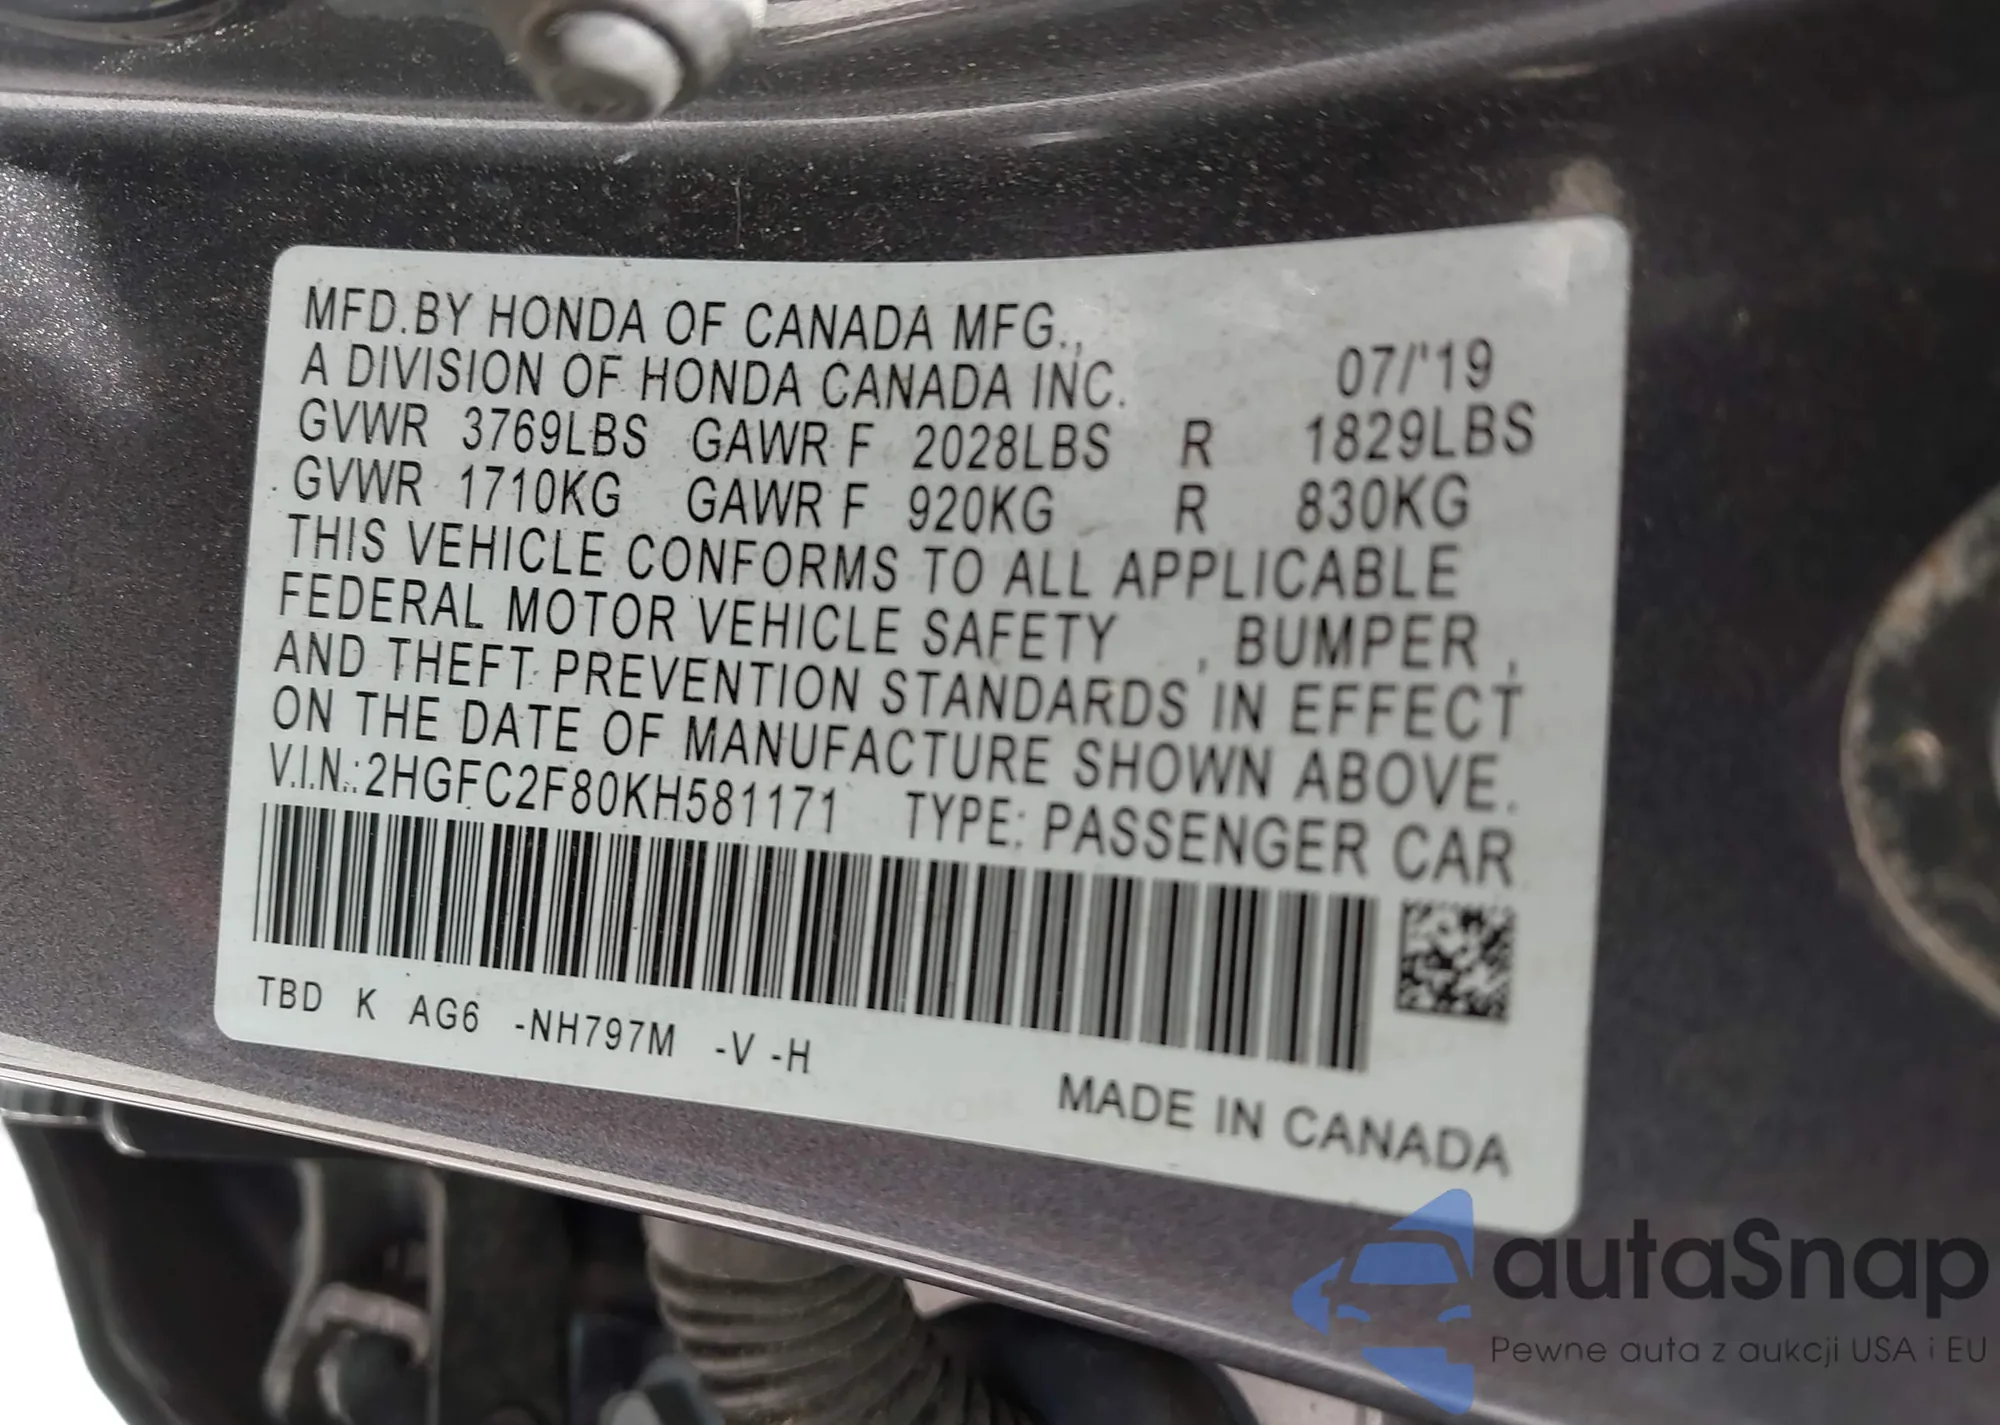 MFD.BY HONDA OF CANADA MFG.,
A DIVISION OF HONDA CANADA INC. 07/'19
GVWR 3769LBS GAWR F 2028LBS R 1829LBS
GVWR 1710KG GAWR F 920KG R 830KG
THIS VEHICLE CONFORMS TO ALL APPLICABLE
FEDERAL MOTOR VEHICLE SAFETY , BUMPER ,
AND THEFT PREVENTION STANDARDS IN EFFECT
ON THE DATE OF MANUFACTURE SHOWN ABOVE.
V.I.N.:2HGFC2F80KH581171 TYPE: PASSENGER CAR
TBD K AG6 -NH797M -V -H
MADE IN CANADA
autaSnap
Pewne auta z aukcji USA i EU